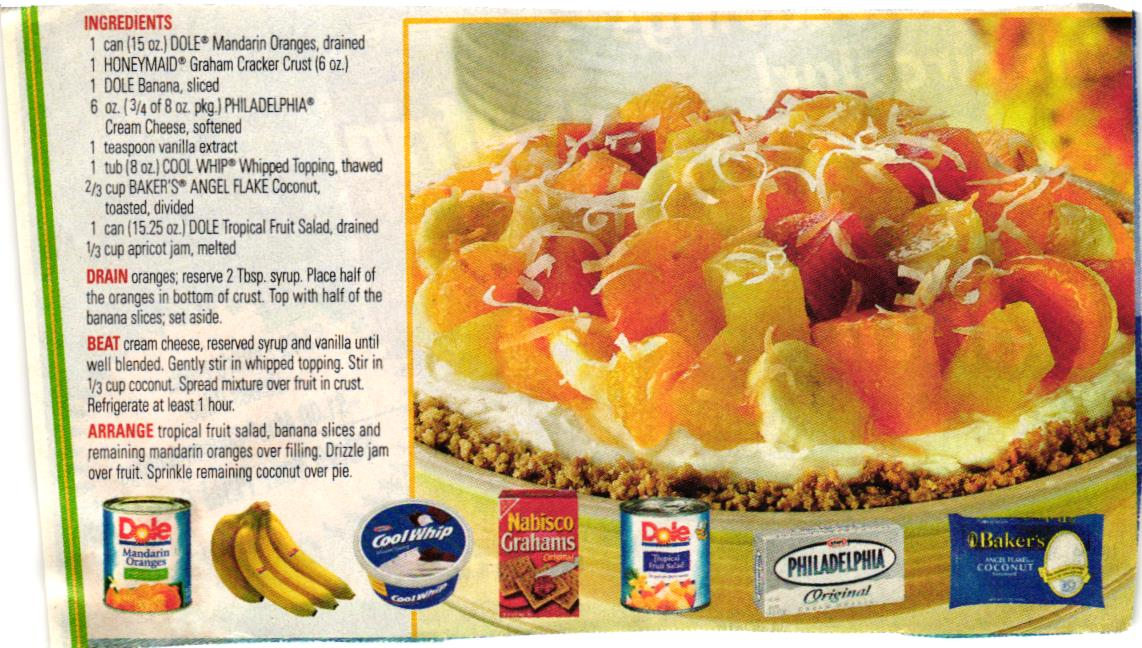 INGREDIENTS
1 can (15 oz.) DOLE® Mandarin Oranges, drained
1 HONEYMAID® Graham Cracker Crust (6 oz.)
1 DOLE Banana, sliced
6 oz. (3/4 of 8 oz. pkg.) PHILADELPHIA®
Cream Cheese, softened
1 teaspoon vanilla extract
1 tub (8 oz.) COOL WHIP® Whipped Topping, thawed
2/3 cup BAKER'S® ANGEL FLAKE Coconut,
toasted, divided
1 can (15.25 oz.) DOLE Tropical Fruit Salad, drained
1/3 cup apricot jam, melted
DRAIN oranges; reserve 2 Tbsp. syrup. Place half of
the oranges in bottom of crust. Top with half of the
banana slices; set aside.
BEAT cream cheese, reserved syrup and vanilla until
well blended. Gently stir in whipped topping. Stir in
1/3 cup coconut. Spread mixture over fruit in crust.
Refrigerate at least 1 hour.
ARRANGE tropical fruit salad, banana slices and
remaining mandarin oranges over filling. Drizzle jam
over fruit. Sprinkle remaining coconut over pie.
Dole
Mandarin
Oranges
Cool Whip
Cool Whip
Nabisco
Grahams
Original
Dole
Tropical
Fruit Salad
PHILADELPHIA
Original
CREAM CHEESE
Baker's
ANGEL FLAKE
COCONUT